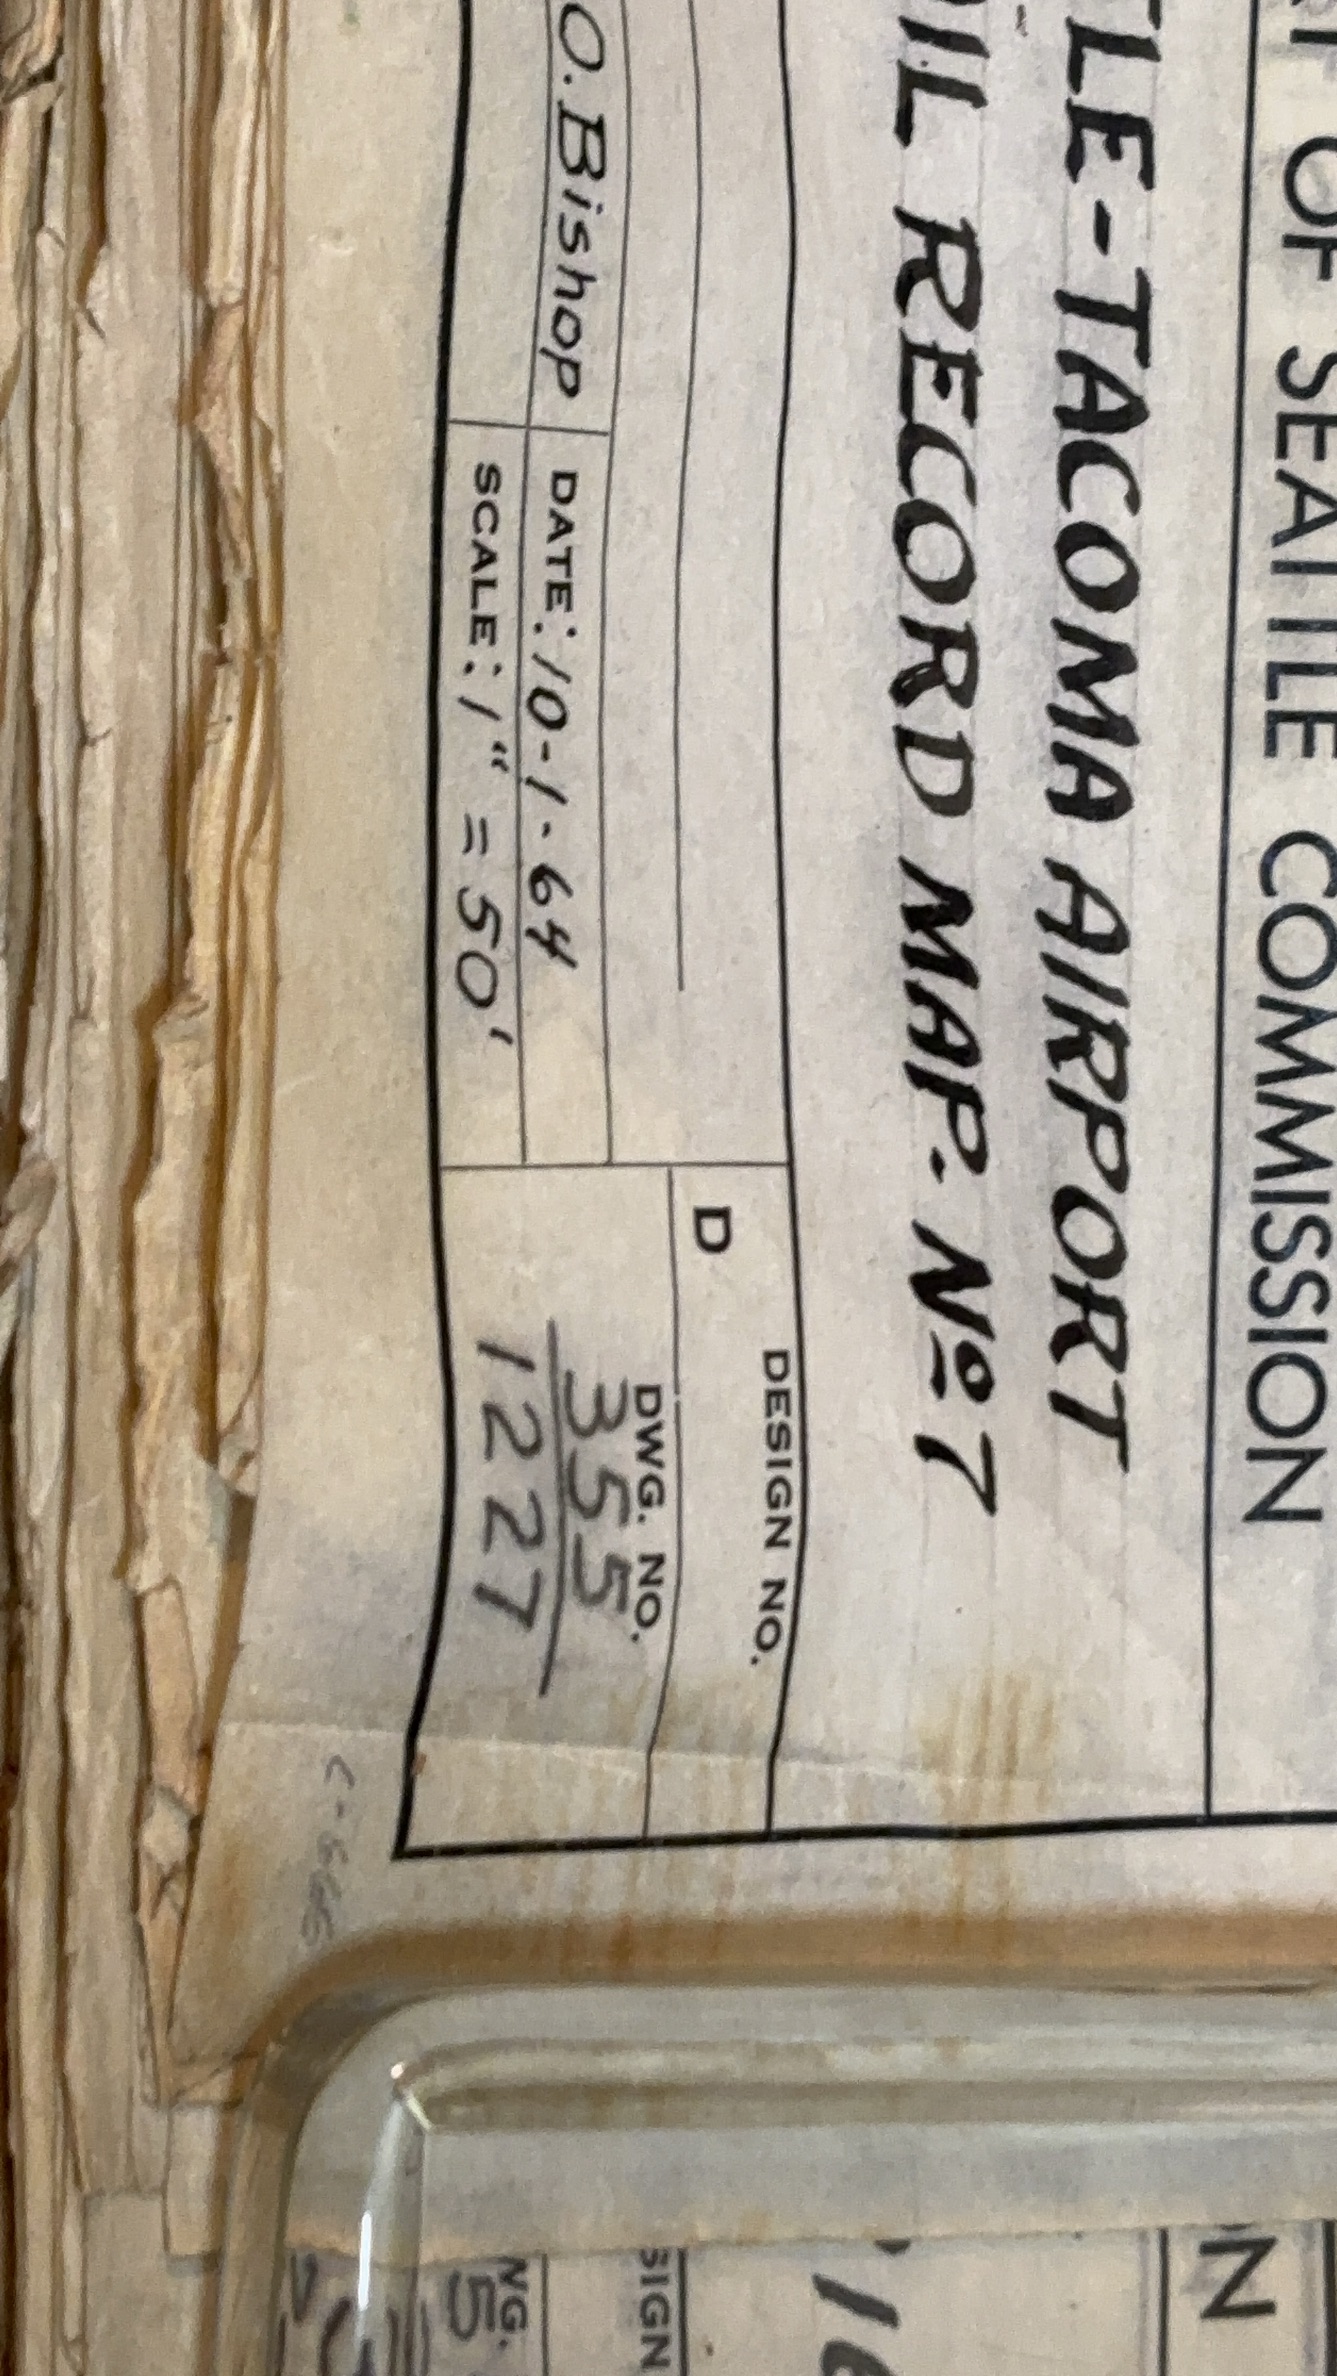 OF SEATTLE COMMISSION
TLE-TACOMA AIRPORT
IL RECORD MAP. Nº 7
DESIGN NO.
D
O. Bishop
DATE: 10-1-64
SCALE: 1" = 50'
DWG. NO.
355
1227
SIGN